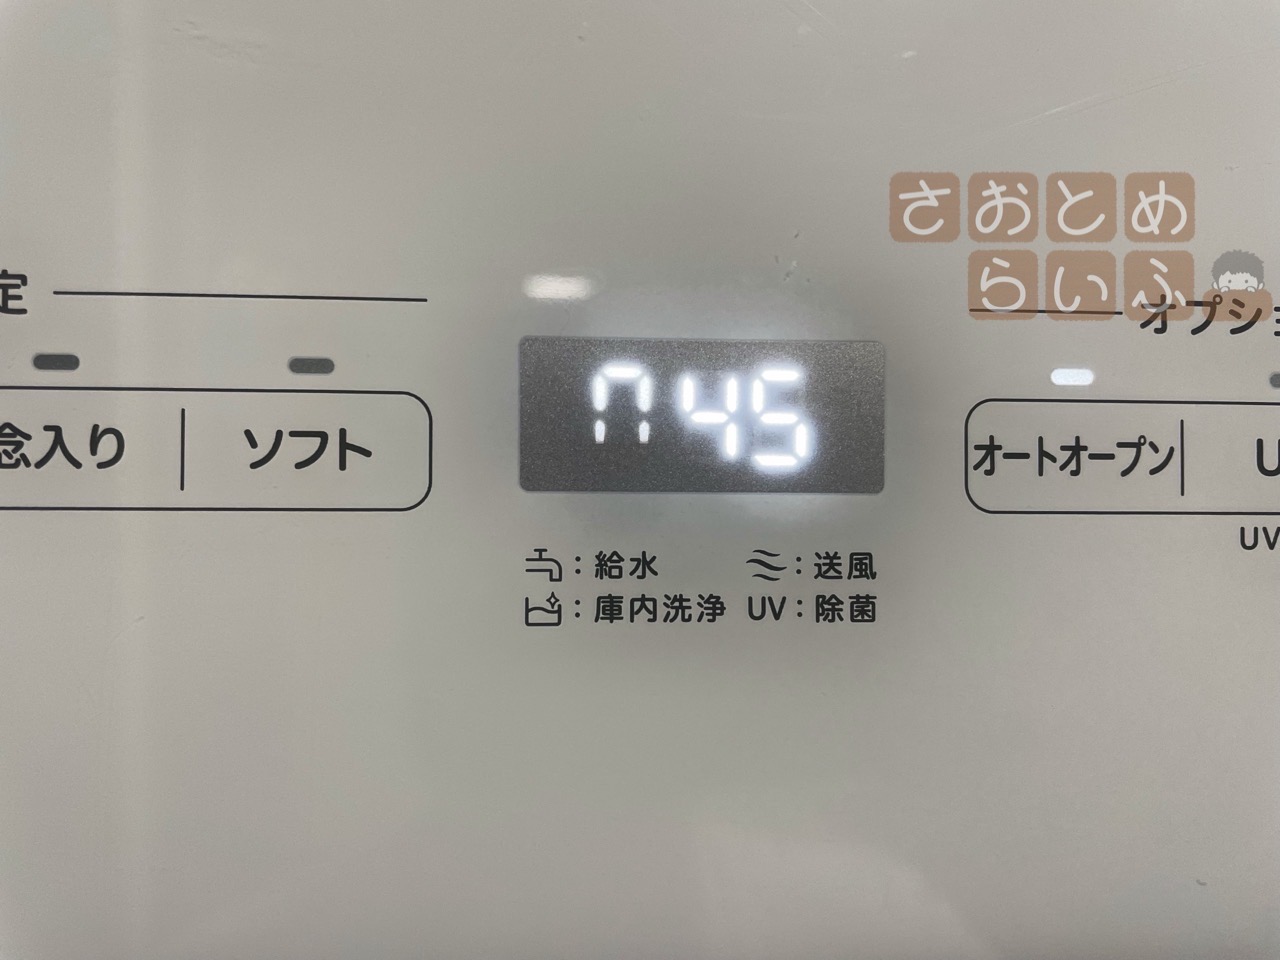 さおとめ
らいふ
定
オプショ
念入り
ソフト
45
オートオープン
U
UV
：給水
：送風
：庫内洗浄
UV：除菌